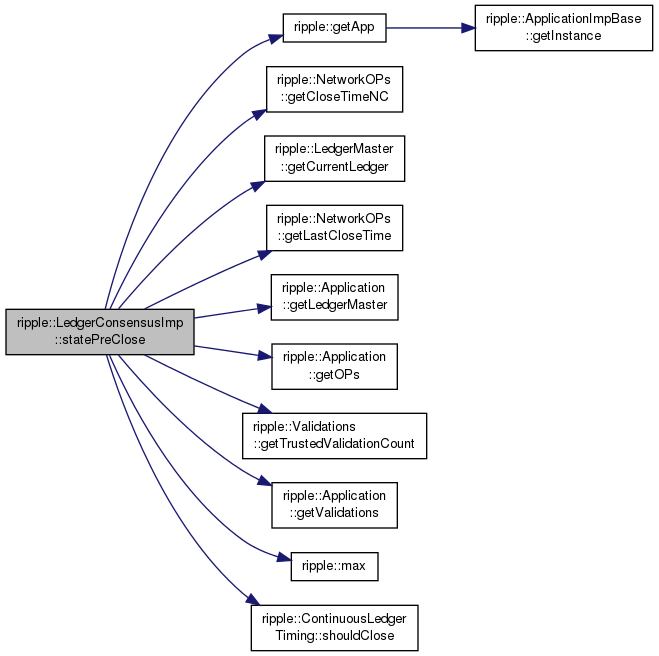 ripple::getApp
ripple::ApplicationImpBase
::getInstance
ripple::NetworkOPs
::getCloseTimeNC
ripple::LedgerMaster
::getCurrentLedger
ripple::NetworkOPs
::getLastCloseTime
ripple::Application
::getLedgerMaster
ripple::LedgerConsensusImp
::statePreClose
ripple::Application
::getOPs
ripple::Validations
::getTrustedValidationCount
ripple::Application
::getValidations
ripple::max
ripple::ContinuousLedger
Timing::shouldClose